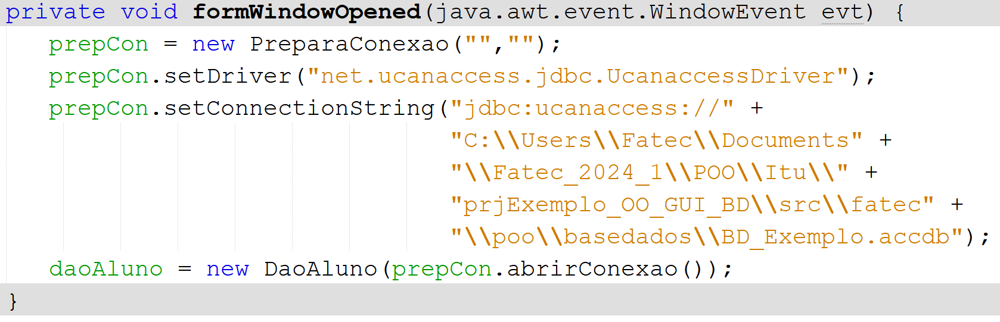 private void formWindowOpened(java.awt.event.WindowEvent evt) {
prepCon = new PreparaConexao("","");
prepCon.setDriver("net.ucanaccess.jdbc.UcanaccessDriver");
prepCon.setConnectionString("jdbc:ucanaccess://" +
"C:\\Users\\Fatec\\Documents" +
"\\Fatec_2024_1\\POO\\Itu\\" +
"prjExemplo_OO_GUI_BD\\src\\fatec" +
"\\poo\\basedados\\BD_Exemplo.accdb");
daoAluno = new DaoAluno(prepCon.abrirConexao());
}